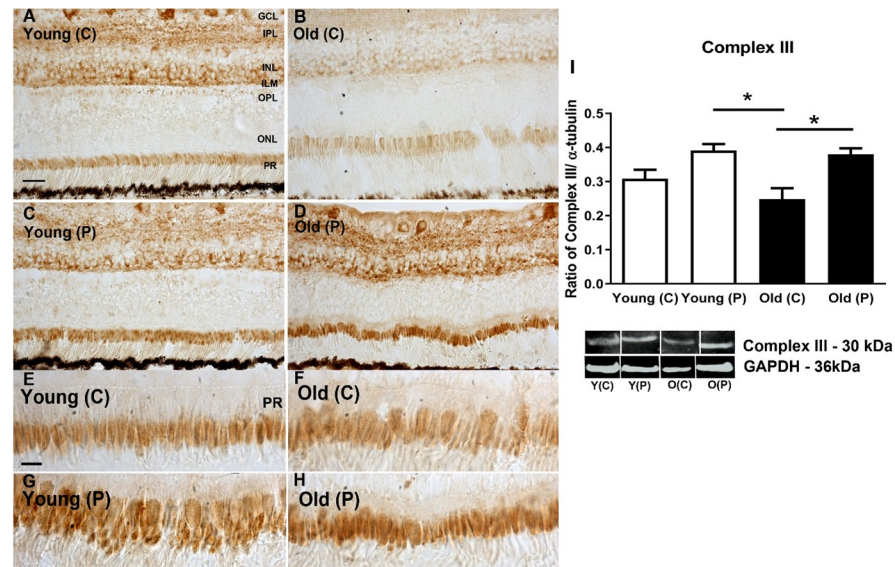 A
Young (C)
GCL
IPL
INL
ILM
OPL
ONL
PR
B
Old (C)
C
Young (P)
D
Old (P)
E
Young (C)
PR
F
Old (C)
G
Young (P)
H
Old (P)
I
Complex III
Ratio of Complex III/ α-tubulin
0.5
0.4
0.3
0.2
0.1
0.0
* *
Young (C) Young (P) Old (C) Old (P)
Complex III - 30 kDa
GAPDH - 36kDa
Y(C) Y(P) O(C) O(P)